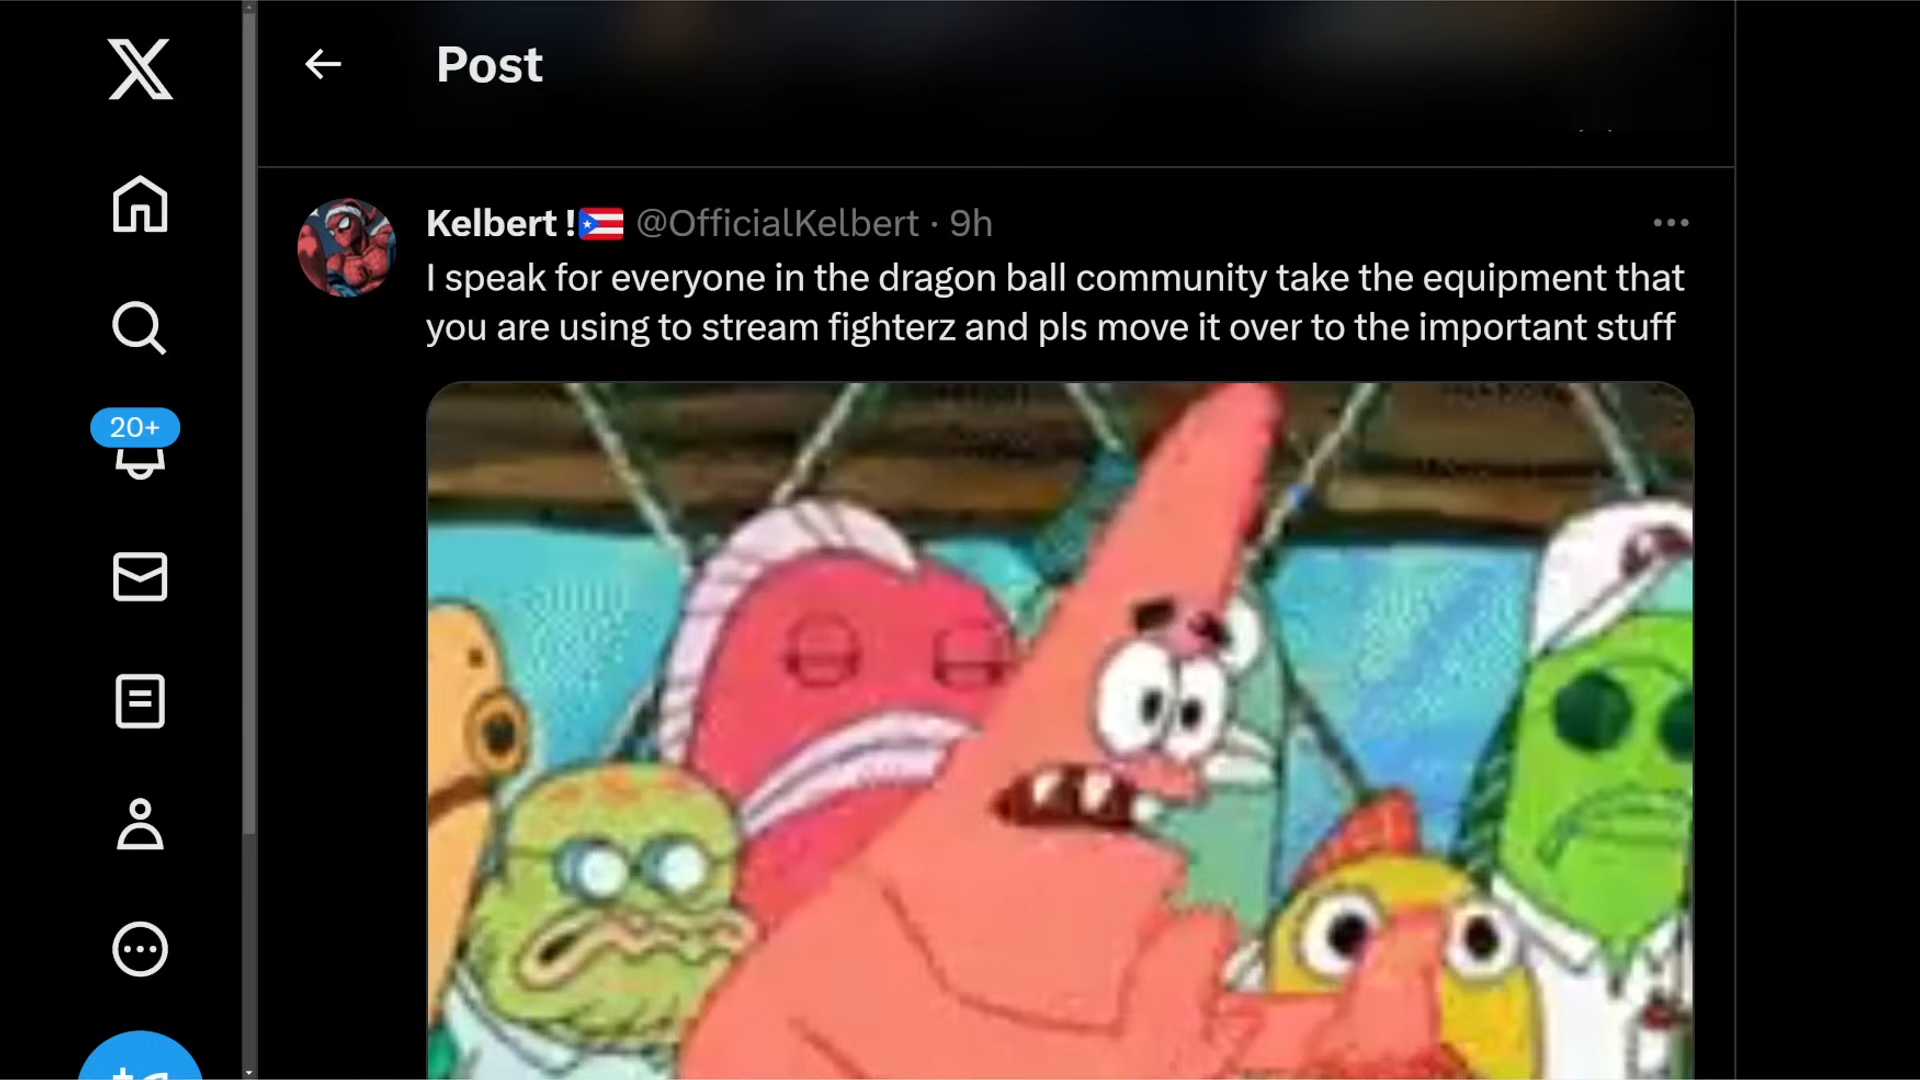 Post
Kelbert !🇵🇷 @OfficialKelbert · 9h
I speak for everyone in the dragon ball community take the equipment that
you are using to stream fighterz and pls move it over to the important stuff
20+